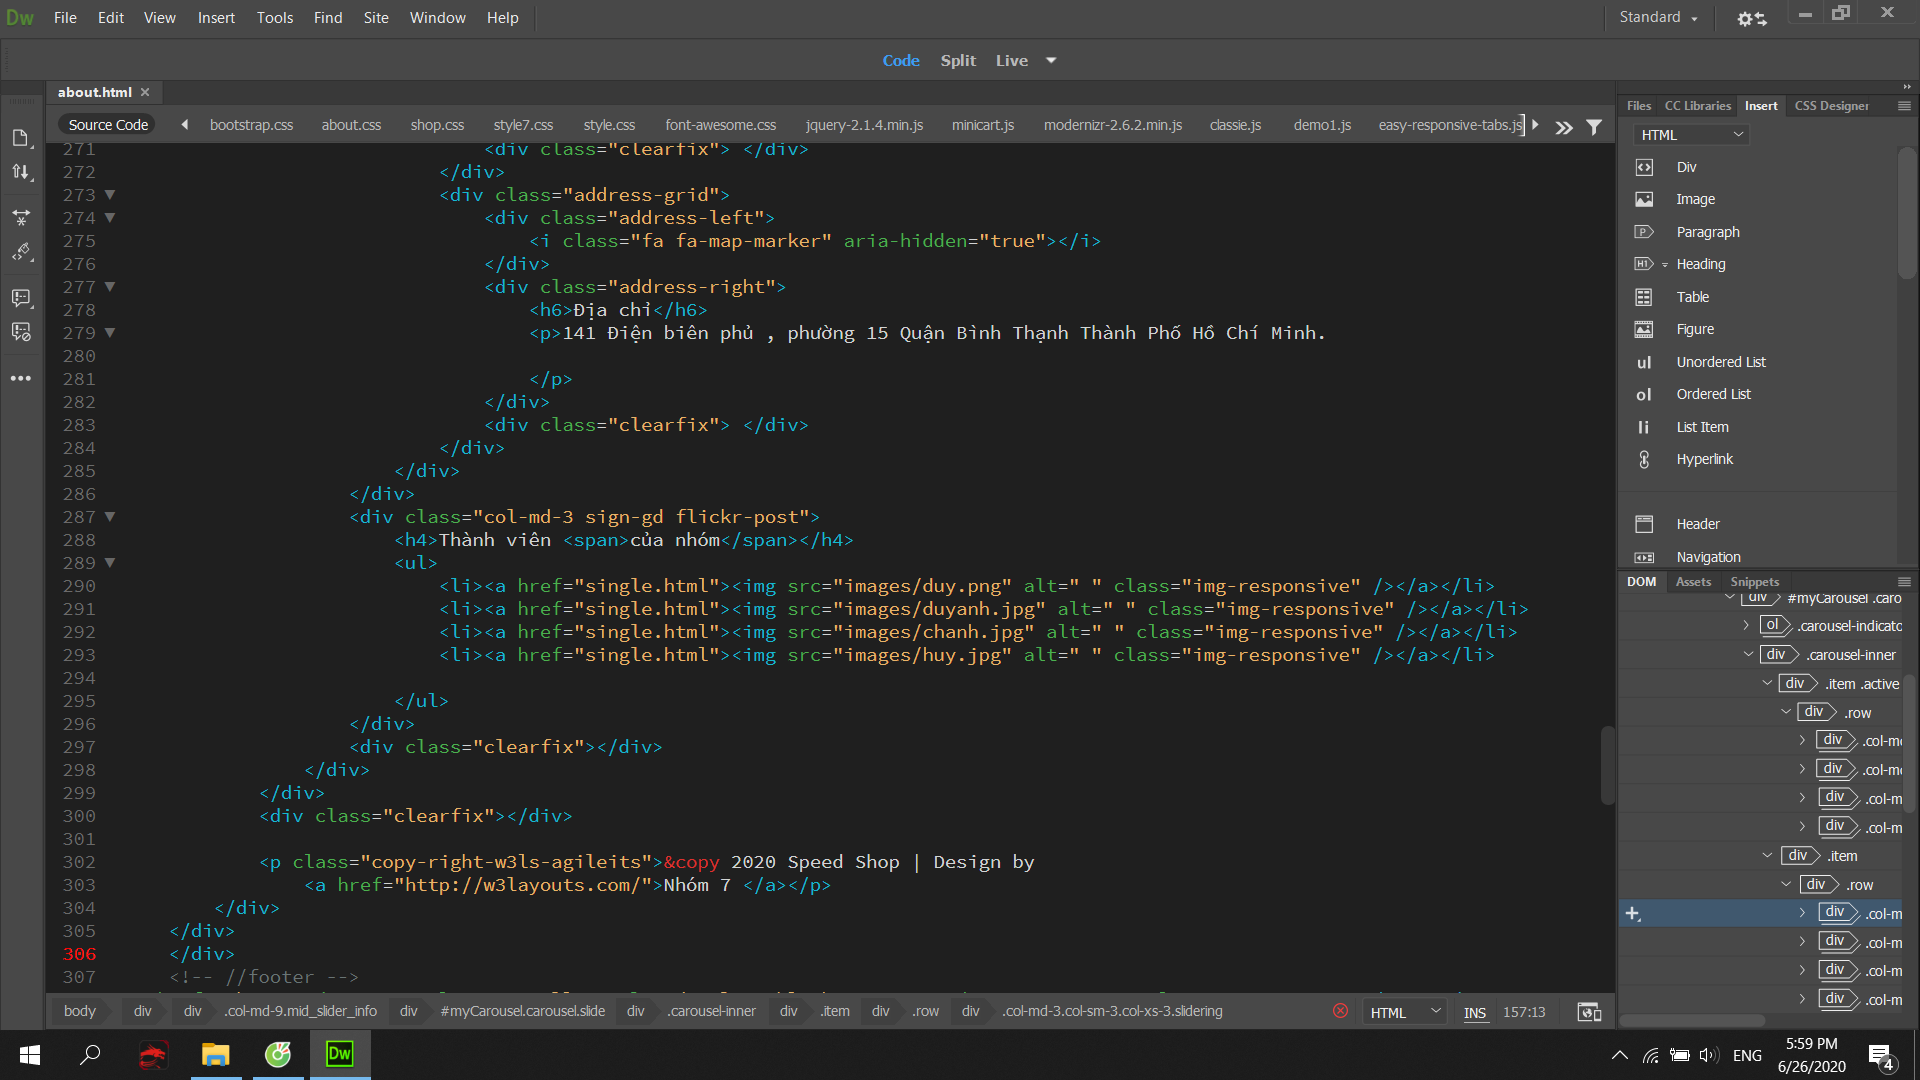 Dw File Edit View Insert Tools Find Site Window Help Standard
Code Split Live
about.html
Source Code bootstrap.css about.css shop.css style7.css style.css font-awesome.css jquery-2.1.4.min.js minicart.js modernizr-2.6.2.min.js classie.js demo1.js easy-responsive-tabs.js
271 <div class="clearfix"> </div>
272 </div>
273 <div class="address-grid">
274 <div class="address-left">
275 <i class="fa fa-map-marker" aria-hidden="true"></i>
276 </div>
277 <div class="address-right">
278 <h6>Địa chỉ</h6>
279 <p>141 Điện biên phủ , phường 15 Quận Bình Thạnh Thành Phố Hồ Chí Minh.
280
281 </p>
282 </div>
283 <div class="clearfix"> </div>
284 </div>
285 </div>
286 </div>
287 <div class="col-md-3 sign-gd flickr-post">
288 <h4>Thành viên <span>của nhóm</span></h4>
289 <ul>
290 <li><a href="single.html"><img src="images/duy.png" alt=" " class="img-responsive" /></a></li>
291 <li><a href="single.html"><img src="images/duyanh.jpg" alt=" " class="img-responsive" /></a></li>
292 <li><a href="single.html"><img src="images/chanh.jpg" alt=" " class="img-responsive" /></a></li>
293 <li><a href="single.html"><img src="images/huy.jpg" alt=" " class="img-responsive" /></a></li>
294
295 </ul>
296 </div>
297 <div class="clearfix"></div>
298 </div>
299 </div>
300 <div class="clearfix"></div>
301
302 <p class="copy-right-w3ls-agileits">&copy 2020 Speed Shop | Design by
303 <a href="http://w3layouts.com/">Nhóm 7 </a></p>
304 </div>
305 </div>
306 </div>
307 <!-- //footer -->
body div div .col-md-9.mid_slider_info div #myCarousel.carousel.slide div .carousel-inner div .item div .row div .col-md-3.col-sm-3.col-xs-3.slidering HTML INS 157:13
Files CC Libraries Insert CSS Designer
HTML
Div
Image
Paragraph
H1 Heading
Table
Figure
ul Unordered List
ol Ordered List
li List Item
Hyperlink
Header
Navigation
DOM Assets Snippets
div #myCarousel .caro
ol .carousel-indicato
div .carousel-inner
div .item .active
div .row
div .col-m
div .col-m
div .col-m
div .col-m
div .item
div .row
div .col-m
div .col-m
div .col-m
div .col-m
Dw ENG 5:59 PM
6/26/2020 4